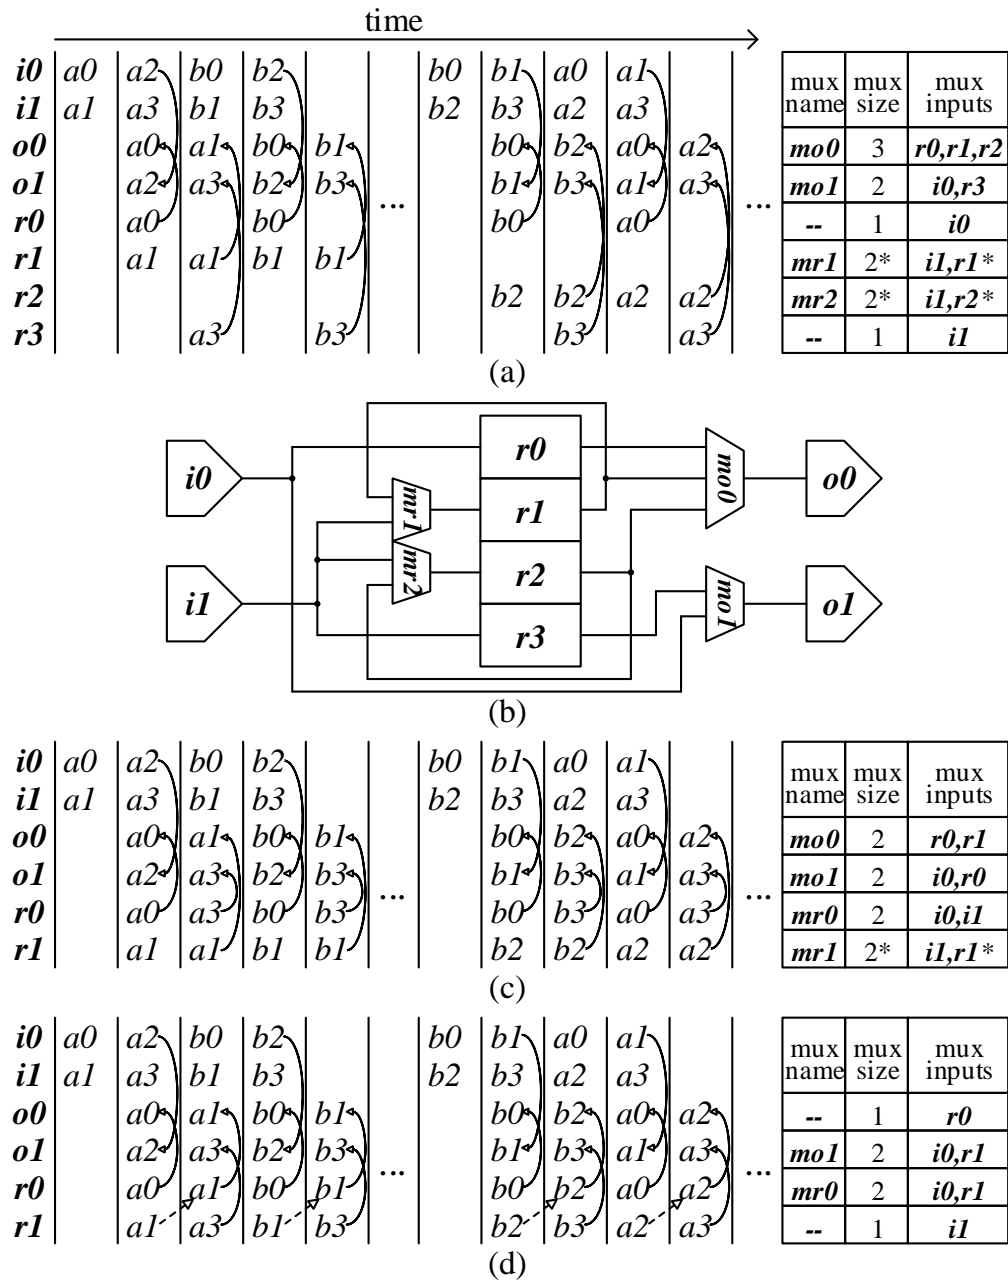 time
i0 a0 a2 b0 b2 b0 b1 a0 a1
i1 a1 a3 b1 b3 b2 b3 a2 a3
o0 a0 a1 b0 b1 b0 b2 a0 a2
o1 a2 a3 b2 b3 ... b1 b3 a1 a3 ...
r0 a0 b0 b0 a0
r1 a1 a1 b1 b1
r2 b2 b2 a2 a2
r3 a3 b3 b3 a3
mux name mux size mux inputs
mo0 3 r0,r1,r2
mo1 2 i0,r3
-- 1 i0
mr1 2* i1,r1*
mr2 2* i1,r2*
-- 1 i1
(a)
i0 r0 mo0 o0
mr1 r1
mr2 r2
i1 r3 mo1 o1
(b)
i0 a0 a2 b0 b2 b0 b1 a0 a1
i1 a1 a3 b1 b3 b2 b3 a2 a3
o0 a0 a1 b0 b1 b0 b2 a0 a2
o1 a2 a3 b2 b3 ... b1 b3 a1 a3 ...
r0 a0 a3 b0 b3 b0 b3 a0 a3
r1 a1 a1 b1 b1 b2 b2 a2 a2
mux name mux size mux inputs
mo0 2 r0,r1
mo1 2 i0,r0
mr0 2 i0,i1
mr1 2* i1,r1*
(c)
i0 a0 a2 b0 b2 b0 b1 a0 a1
i1 a1 a3 b1 b3 b2 b3 a2 a3
o0 a0 a1 b0 b1 b0 b2 a0 a2
o1 a2 a3 b2 b3 ... b1 b3 a1 a3 ...
r0 a0 a1 b0 b1 b0 b2 a0 a2
r1 a1 a3 b1 b3 b2 b3 a2 a3
mux name mux size mux inputs
-- 1 r0
mo1 2 i0,r1
mr0 2 i0,r1
-- 1 i1
(d)